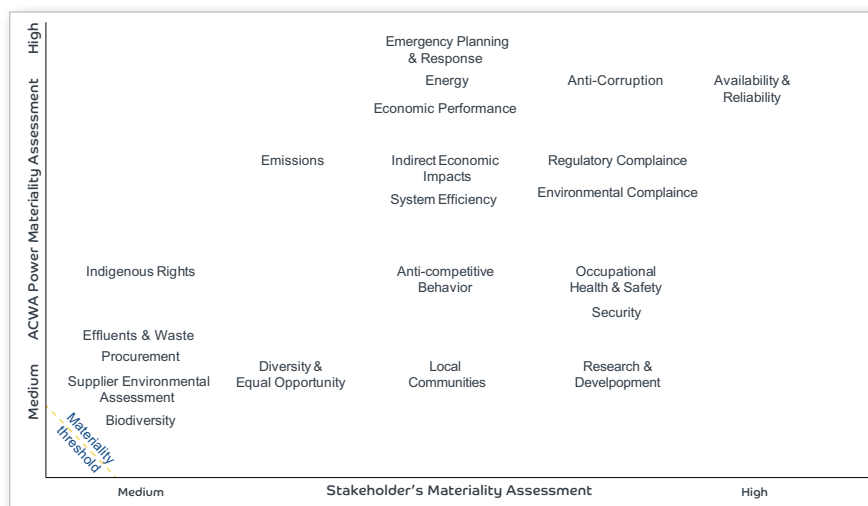 High
ACWA Power Materiality Assessment
Medium
Emergency Planning
& Response
Energy
Anti-Corruption
Availability &
Reliability
Economic Performance
Emissions
Indirect Economic
Impacts
Regulatory Complaince
System Efficiency
Environmental Complaince
Indigenous Rights
Anti-competitive
Behavior
Occupational
Health & Safety
Security
Effluents & Waste
Procurement
Supplier Environmental
Assessment
Biodiversity
Diversity &
Equal Opportunity
Local
Communities
Research &
Develpopment
Materiality
threshold
Medium
Stakeholder's Materiality Assessment
High